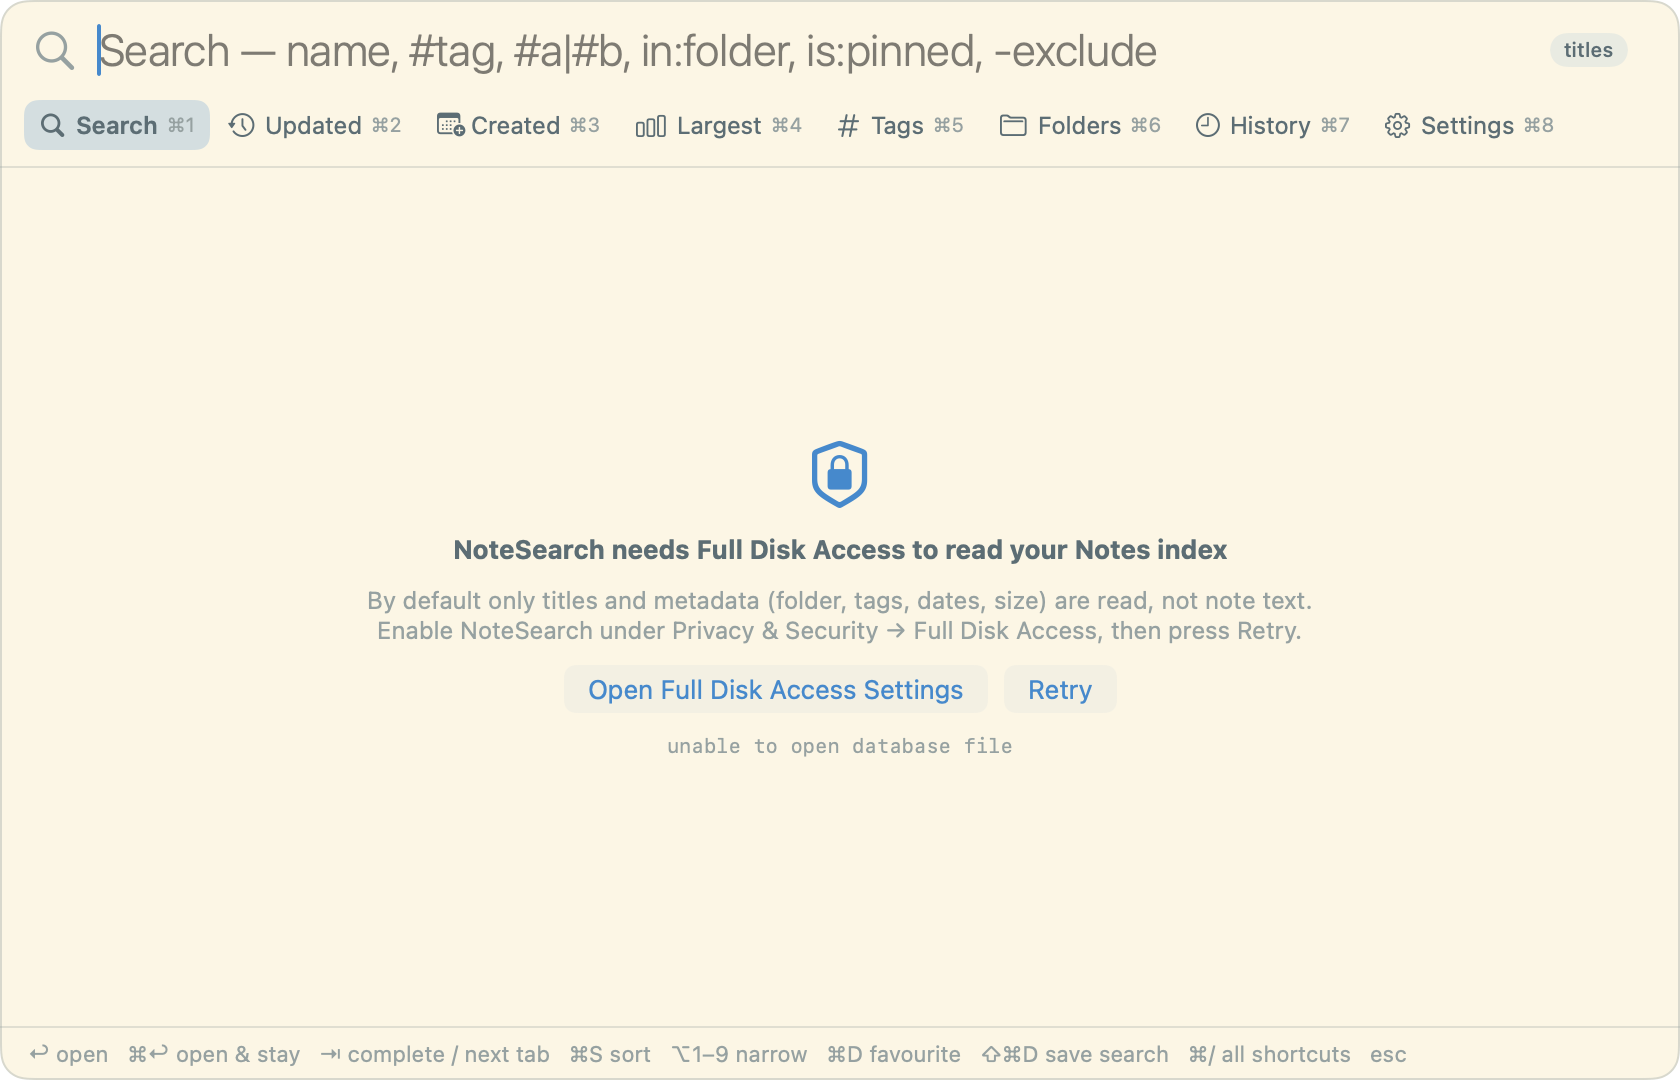 Search — name, #tag, #a|#b, in:folder, is:pinned, -exclude titles
Search ⌘1 Updated ⌘2 Created ⌘3 Largest ⌘4 # Tags ⌘5 Folders ⌘6 History ⌘7 Settings ⌘8
NoteSearch needs Full Disk Access to read your Notes index
By default only titles and metadata (folder, tags, dates, size) are read, not note text.
Enable NoteSearch under Privacy & Security → Full Disk Access, then press Retry.
Open Full Disk Access Settings Retry
unable to open database file
↩ open ⌘↩ open & stay ⇥ complete / next tab ⌘S sort ⌥1–9 narrow ⌘D favourite ⇧⌘D save search ⌘/ all shortcuts esc